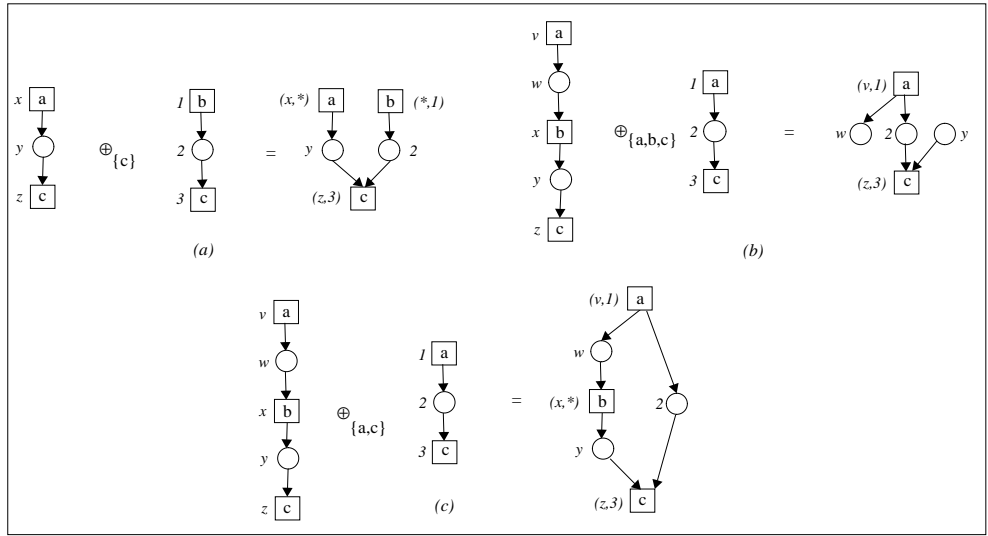 x a
y
z c
⊕{c}
1 b
2
3 c
=
(x,*) a b (*,1)
y 2
(z,3) c
(a)
v a
w
x b
y
z c
⊕{a,b,c}
1 a
2
3 c
=
(v,1) a
w 2 y
(z,3) c
(b)
v a
w
x b
y
z c
⊕{a,c}
1 a
2
3 c
=
(v,1) a
w
(x,*) b 2
y
(z,3) c
(c)